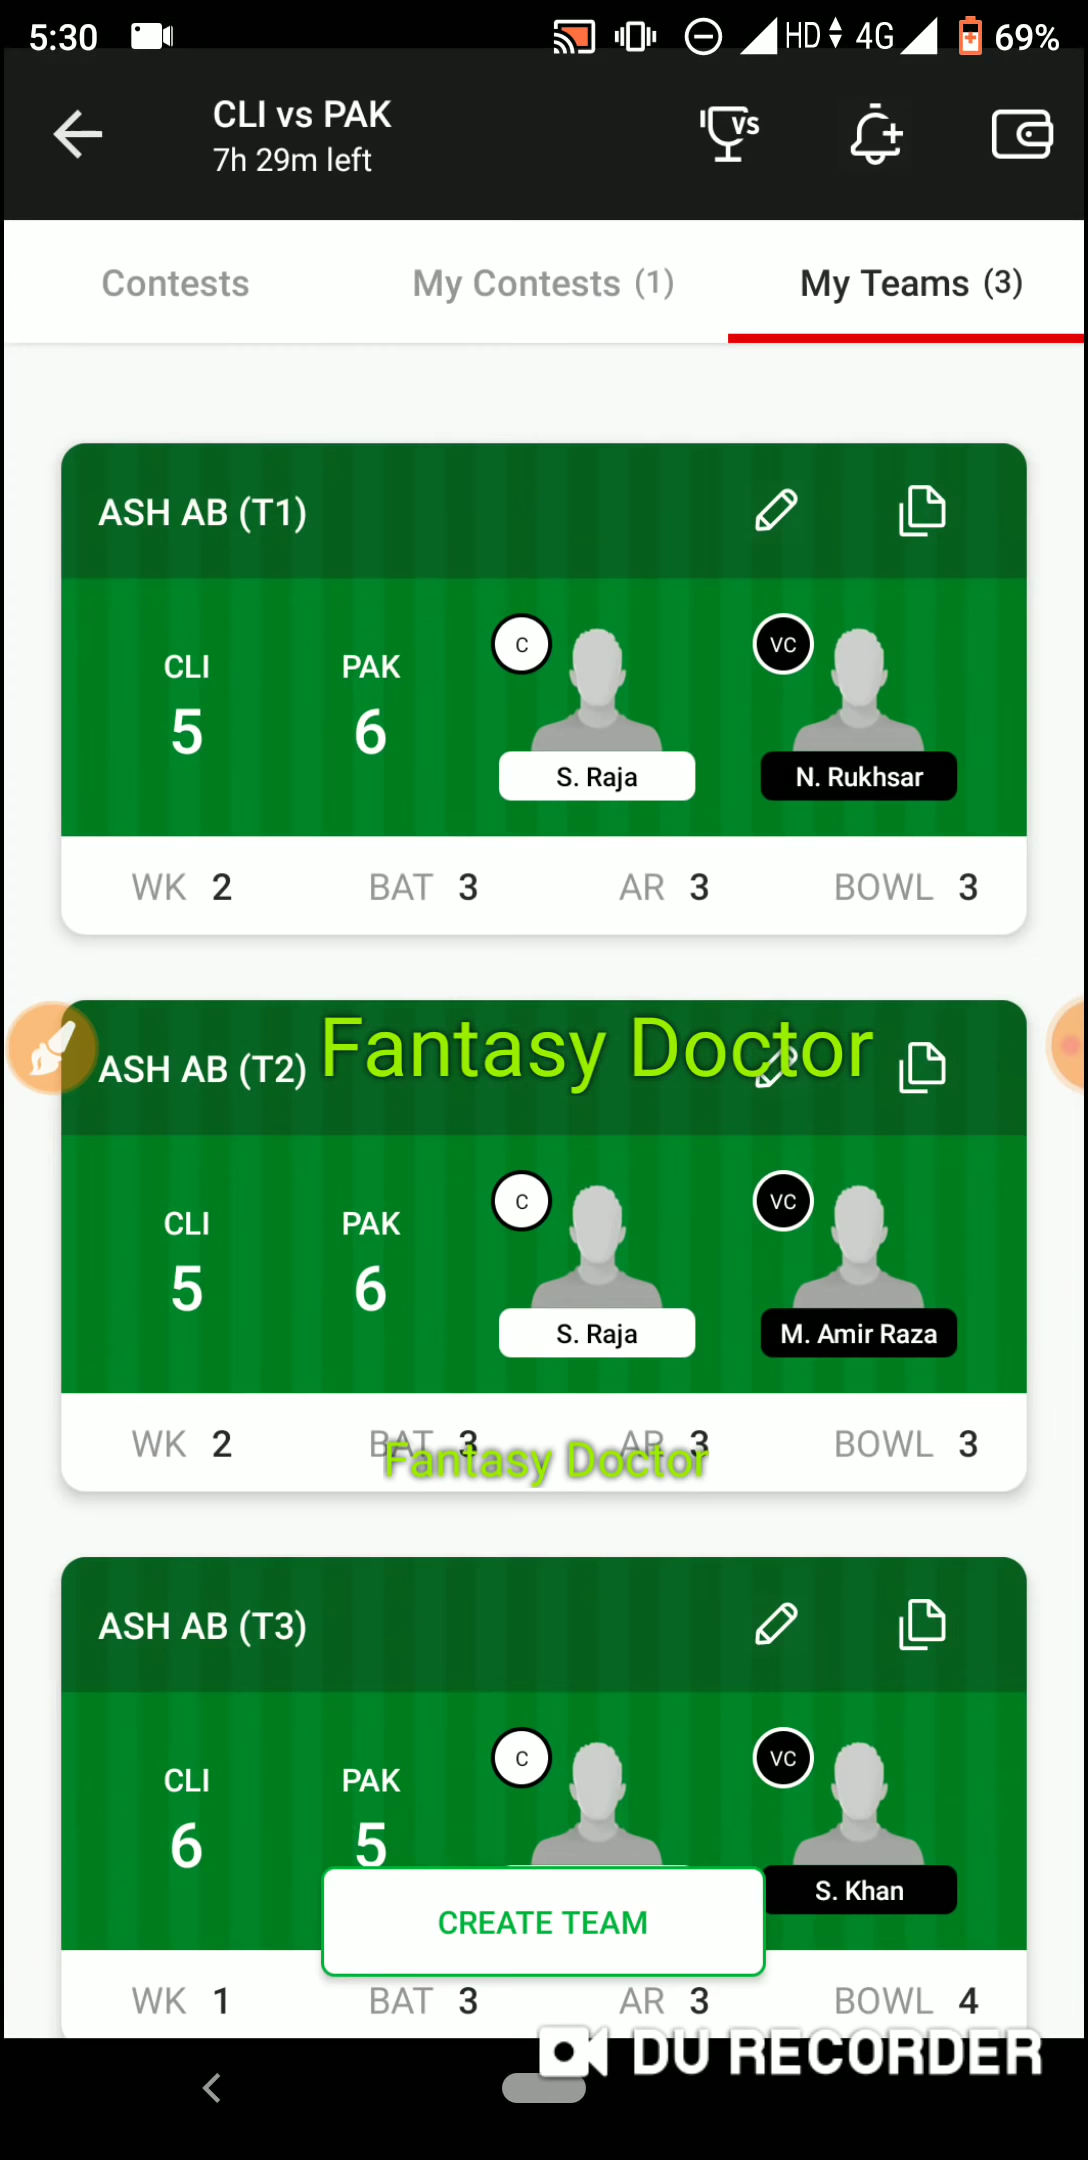 5:30 HD 4G 69%
CLI vs PAK
7h 29m left
VS
Contests My Contests (1) My Teams (3)
ASH AB (T1)
C VC
CLI PAK
5 6
S. Raja N. Rukhsar
WK 2 BAT 3 AR 3 BOWL 3
Fantasy Doctor
ASH AB (T2)
C VC
CLI PAK
5 6
S. Raja M. Amir Raza
WK 2 BAT 3 AR 3 BOWL 3
Fantasy Doctor
ASH AB (T3)
C VC
CLI PAK
6 5
S. Khan
CREATE TEAM
WK 1 BAT 3 AR 3 BOWL 4
DU RECORDER